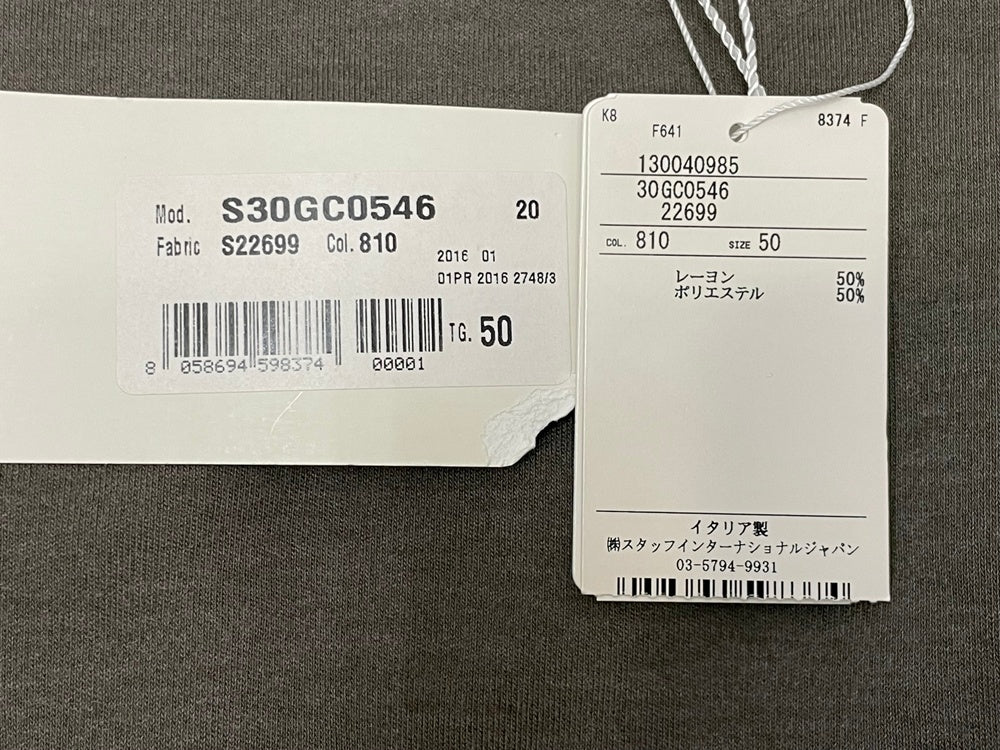 Mod. S30GC0546 20
Fabric S22699 Col. 810
2016 01
01PR 2016 2748/3
TG. 50
8 058694 598374 00001
K8 8374 F
F641
130040985
30GC0546
22699
COL. 810 SIZE 50
レーヨン 50%
ポリエステル 50%
イタリア製
㈱スタッフインターナショナルジャパン
03-5794-9931